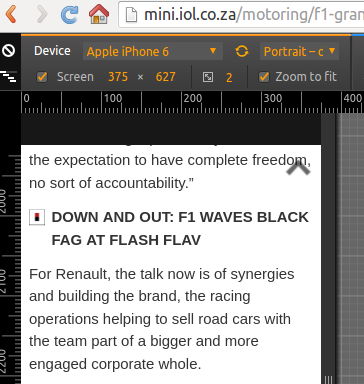 mini.iol.co.za/motoring/f1-gran
Device Apple iPhone 6 Portrait – c
Screen 375 × 627 2 Zoom to fit
0 100 200 300 400
2000
2100
2200
the expectation to have complete freedom,
no sort of accountability.”
DOWN AND OUT: F1 WAVES BLACK
FAG AT FLASH FLAV
For Renault, the talk now is of synergies
and building the brand, the racing
operations helping to sell road cars with
the team part of a bigger and more
engaged corporate whole.